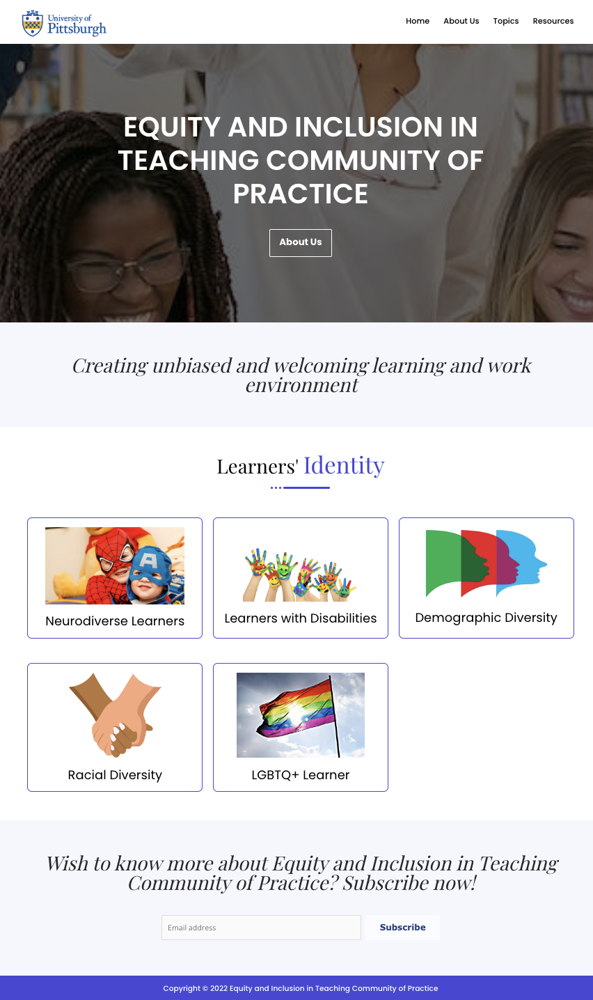 University of
Pittsburgh
Home About Us Topics Resources
EQUITY AND INCLUSION IN
TEACHING COMMUNITY OF
PRACTICE
About Us
Creating unbiased and welcoming learning and work
environment
Learners' Identity
A
Neurodiverse Learners
Learners with Disabilities
Demographic Diversity
Racial Diversity
LGBTQ+ Learner
Wish to know more about Equity and Inclusion in Teaching
Community of Practice? Subscribe now!
Email address
Subscribe
Copyright © 2022 Equity and Inclusion in Teaching Community of Practice